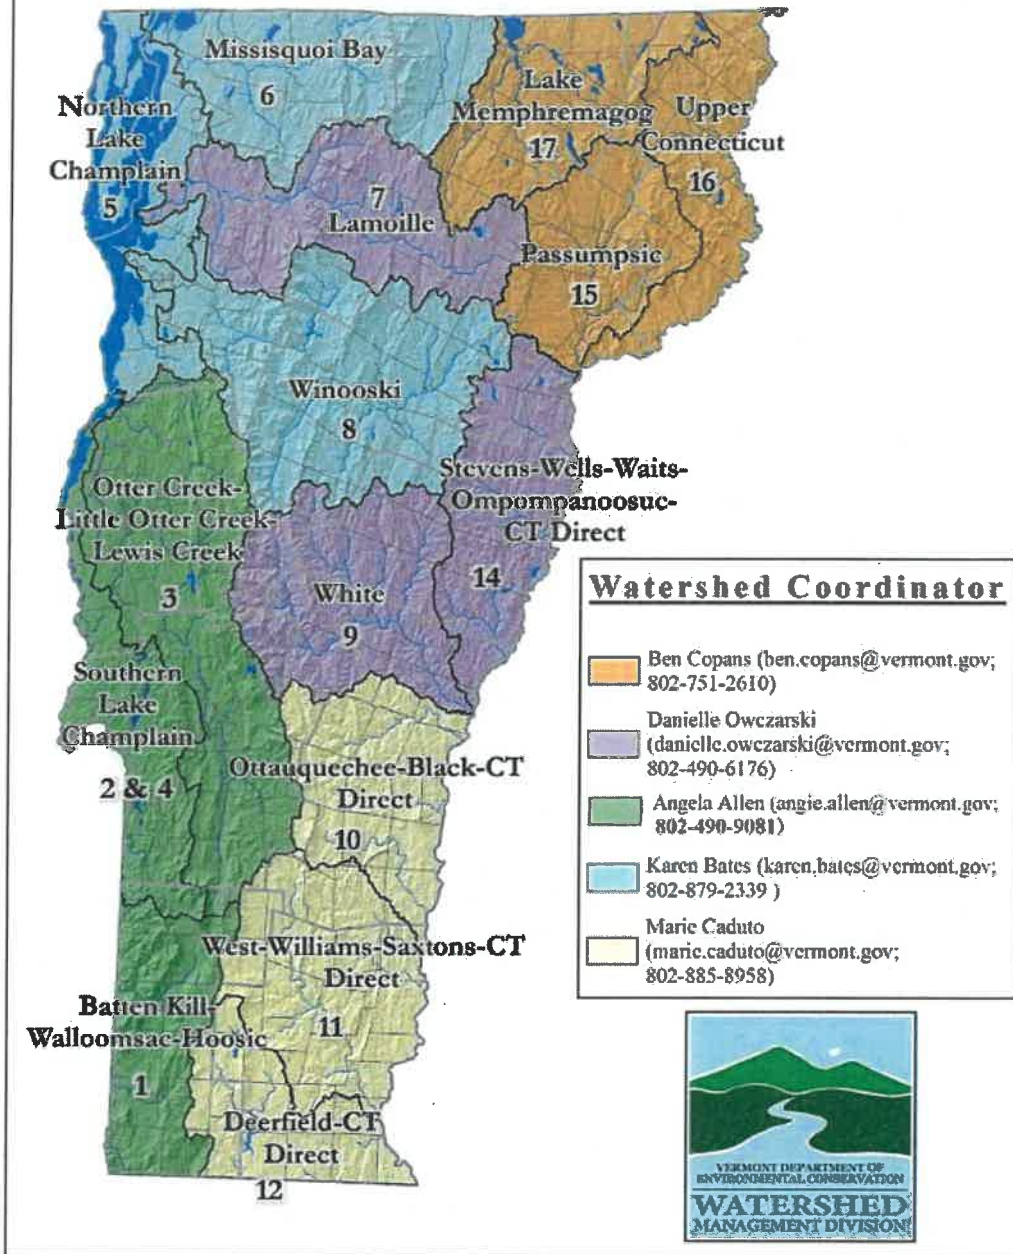 Missisquoi Bay
6
Northern
Lake
Champlain
5
Lake
Memphremagog
17
Upper
Connecticut
16
7
Lamoille
Passumpsic
15
Winooski
8
Stevens-Wells-Waits-
Ompompanoosuc-
CT Direct
14
Otter Creek-
Little Otter Creek-
Lewis Creek
3
White
9
Southern
Lake
Champlain
2 & 4
Ottauquechee-Black-CT
Direct
10
West-Williams-Saxtons-CT
Direct
11
Batten Kill-
Walloomsac-Hoosic
1
Deerfield-CT
Direct
12
Watershed Coordinator
Ben Copans (ben.copans@vermont.gov;
802-751-2610)
Danielle Owczarski
(danielle.owczarski@vermont.gov;
802-490-6176)
Angela Allen (angie.allen@vermont.gov;
802-490-9081)
Karen Bates (karen.bates@vermont.gov;
802-879-2339 )
Marie Caduto
(marie.caduto@vermont.gov;
802-885-8958)
VERMONT DEPARTMENT OF
ENVIRONMENTAL CONSERVATION
WATERSHED
MANAGEMENT DIVISION